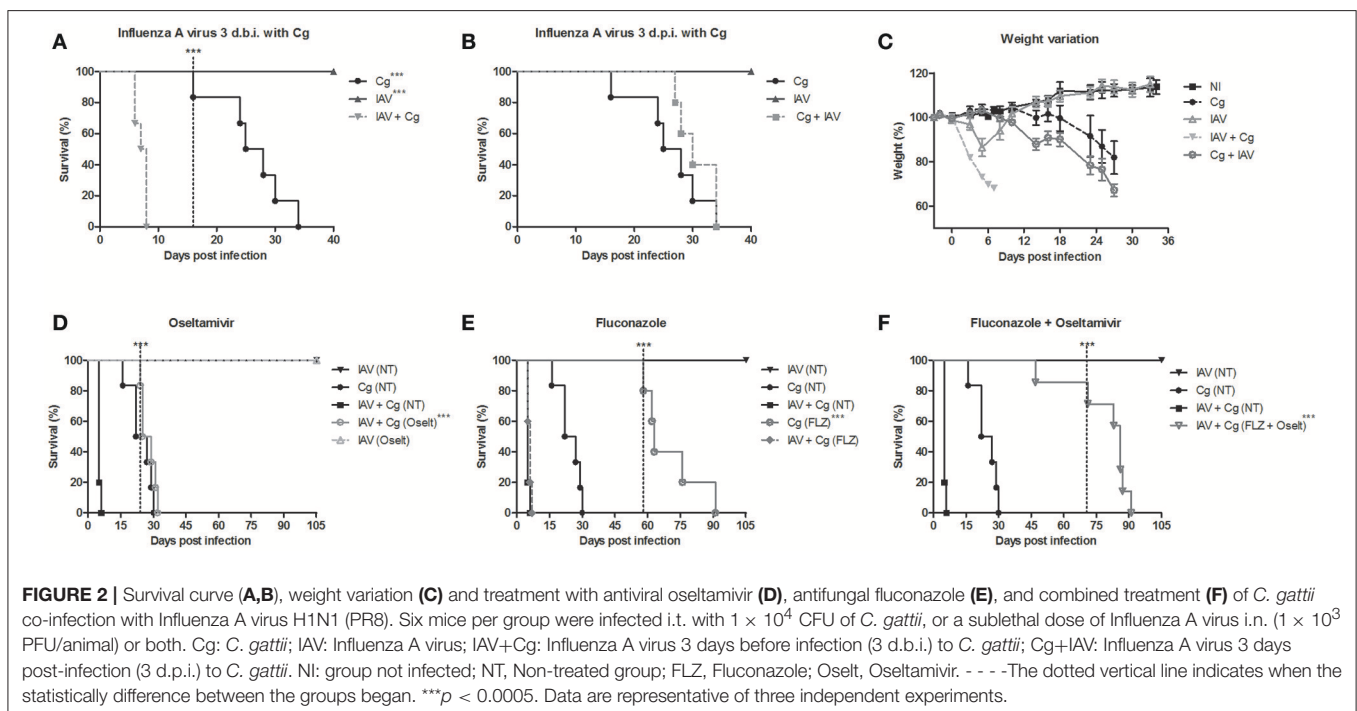 A
Influenza A virus 3 d.b.i. with Cg
***
Survival (%)
100
80
60
40
20
0
0 10 20 30 40
Days post infection
Cg***
IAV***
IAV + Cg
B
Influenza A virus 3 d.p.i. with Cg
Survival (%)
100
80
60
40
20
0
0 10 20 30 40
Days post infection
Cg
IAV
Cg + IAV
C
Weight variation
Weight (%)
120
100
80
60
0 6 12 18 24 30 36
Days post infection
NI
Cg
IAV
IAV + Cg
Cg + IAV
D
Oseltamivir
***
Survival (%)
100
80
60
40
20
0
0 15 30 45 60 75 90 105
Days post infection
IAV (NT)
Cg (NT)
IAV + Cg (NT)
IAV + Cg (Oselt)***
IAV (Oselt)
E
Fluconazole
***
Survival (%)
100
80
60
40
20
0
0 15 30 45 60 75 90 105
Days post infection
IAV (NT)
Cg (NT)
IAV + Cg (NT)
Cg (FLZ)***
IAV + Cg (FLZ)
F
Fluconazole + Oseltamivir
***
Survival (%)
100
80
60
40
20
0
0 15 30 45 60 75 90 105
Days post infection
IAV (NT)
Cg (NT)
IAV + Cg (NT)
IAV + Cg (FLZ + Oselt)***
FIGURE 2 | Survival curve (A,B), weight variation (C) and treatment with antiviral oseltamivir (D), antifungal fluconazole (E), and combined treatment (F) of C. gattii
co-infection with Influenza A virus H1N1 (PR8). Six mice per group were infected i.t. with 1 × 10⁴ CFU of C. gattii, or a sublethal dose of Influenza A virus i.n. (1 × 10³
PFU/animal) or both. Cg: C. gattii; IAV: Influenza A virus; IAV+Cg: Influenza A virus 3 days before infection (3 d.b.i.) to C. gattii; Cg+IAV: Influenza A virus 3 days
post-infection (3 d.p.i.) to C. gattii. NI: group not infected; NT, Non-treated group; FLZ, Fluconazole; Oselt, Oseltamivir. - - - -The dotted vertical line indicates when the
statistically difference between the groups began. ***p < 0.0005. Data are representative of three independent experiments.